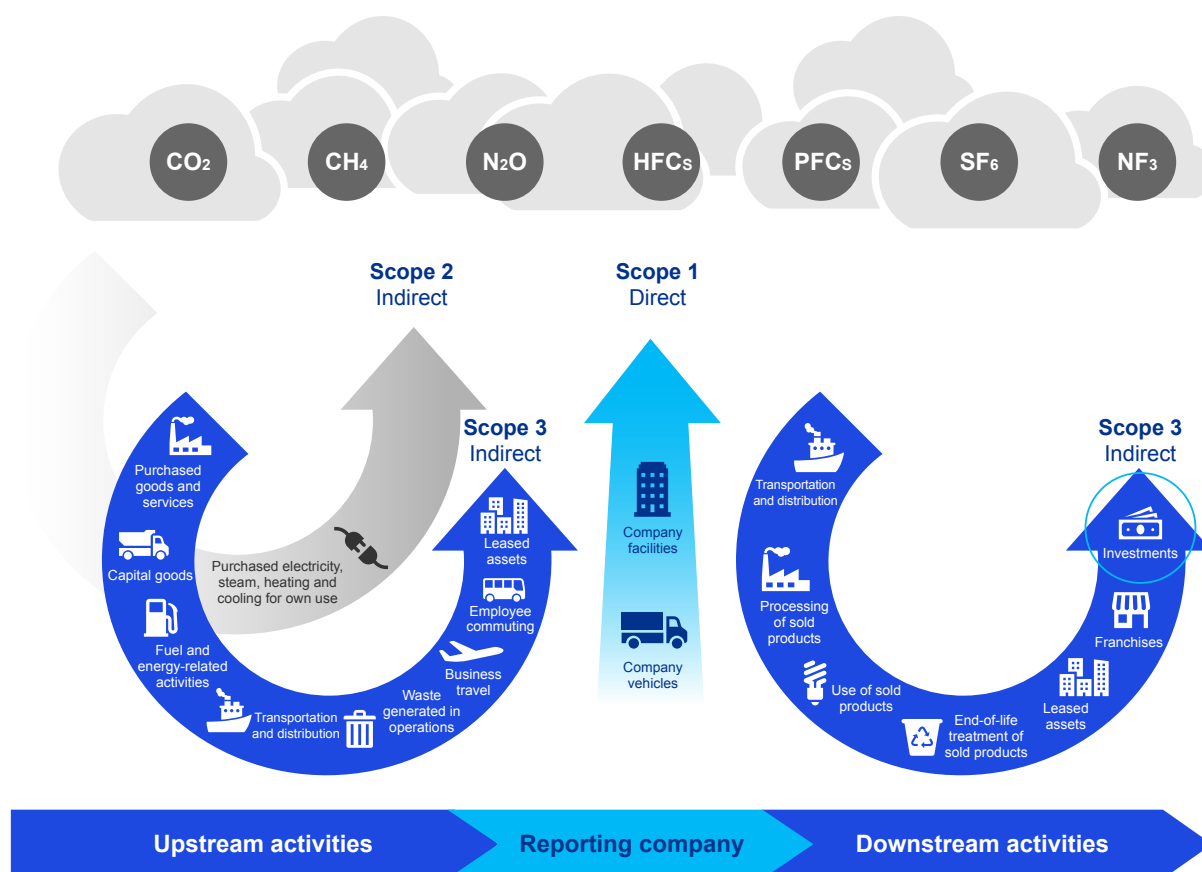 CO₂
CH₄
N₂O
HFCs
PFCs
SF₆
NF₃
Scope 2
Indirect
Scope 1
Direct
Scope 3
Indirect
Scope 3
Indirect
Purchased
goods and
services
Capital goods
Fuel and
energy-related
activities
Transportation
and distribution
Waste
generated in
operations
Business
travel
Employee
commuting
Leased
assets
Purchased electricity,
steam, heating and
cooling for own use
Company
facilities
Company
vehicles
Transportation
and distribution
Processing
of sold
products
Use of sold
products
End-of-life
treatment of
sold products
Leased
assets
Franchises
Investments
Upstream activities
Reporting company
Downstream activities